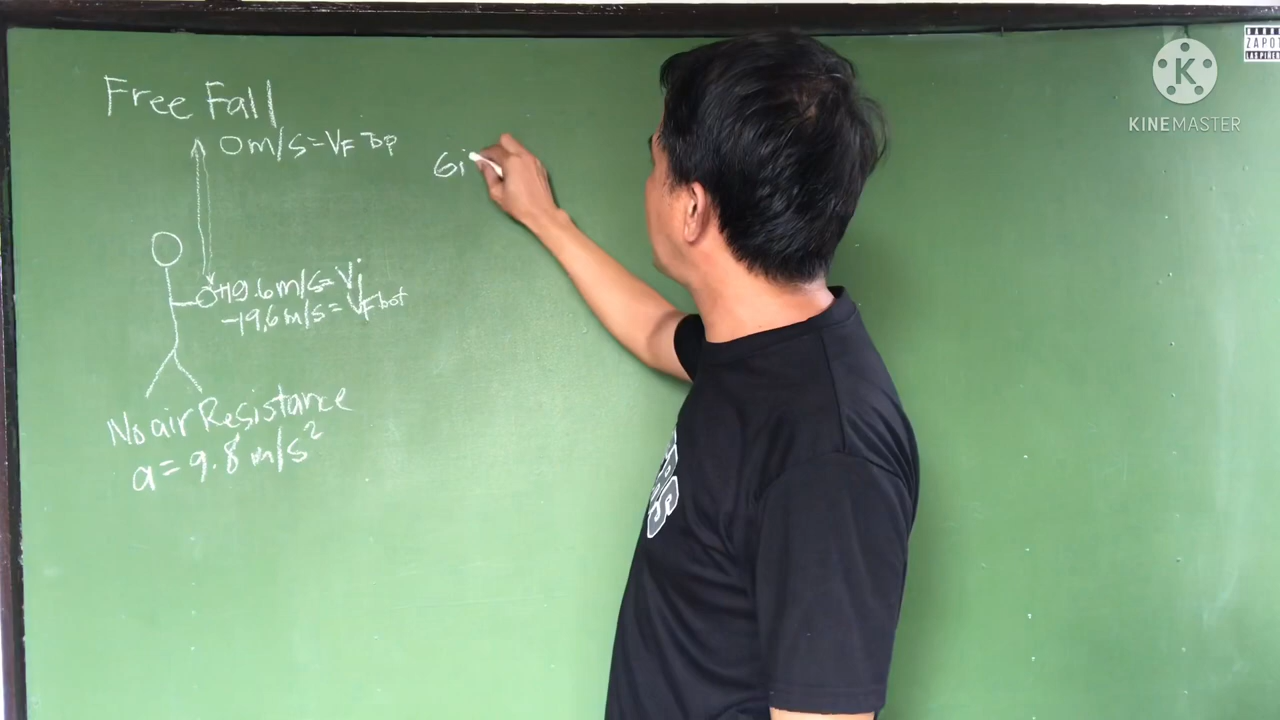 Free Fall
0 m/s = VF Top
+19.6 m/s = Vi
-19.6 m/s = VF bot
No air Resistance
a = 9.8 m/s²
Gi
KINEMASTER
ZAPOT